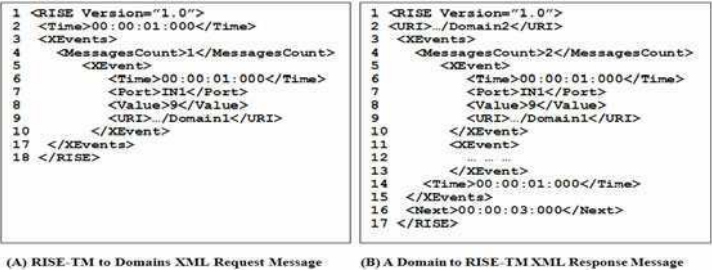 1 <RISE Version="1.0">
2 <Time>00:00:01:000</Time>
3 <XEvents>
4 <MessagesCount>1</MessagesCount>
5 <XEvent>
6 <Time>00:00:01:000</Time>
7 <Port>IN1</Port>
8 <Value>9</Value>
9 <URI>…/Domain1</URI>
10 </XEvent>
17 </XEvents>
18 </RISE>
(A) RISE-TM to Domains XML Request Message
1 <RISE Version="1.0">
2 <URI>…/Domain2</URI>
3 <XEvents>
4 <MessagesCount>2</MessagesCount>
5 <XEvent>
6 <Time>00:00:01:000</Time>
7 <Port>IN1</Port>
8 <Value>9</Value>
9 <URI>…/Domain1</URI>
10 </XEvent>
11 <XEvent>
12 … … …
13 </XEvent>
14 <Time>00:00:01:000</Time>
15 </XEvents>
16 <Next>00:00:03:000</Next>
17 </RISE>
(B) A Domain to RISE-TM XML Response Message